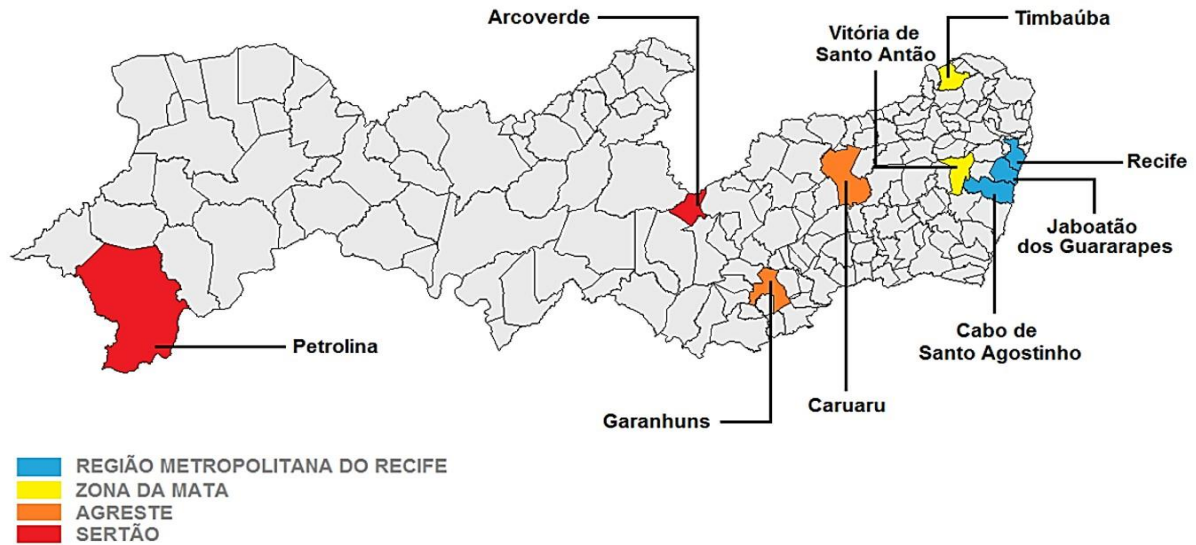 Arcoverde
Timbaúba
Vitória de
Santo Antão
Recife
Jaboatão
dos Guararapes
Cabo de
Santo Agostinho
Petrolina
Caruaru
Garanhuns
REGIÃO METROPOLITANA DO RECIFE
ZONA DA MATA
AGRESTE
SERTÃO